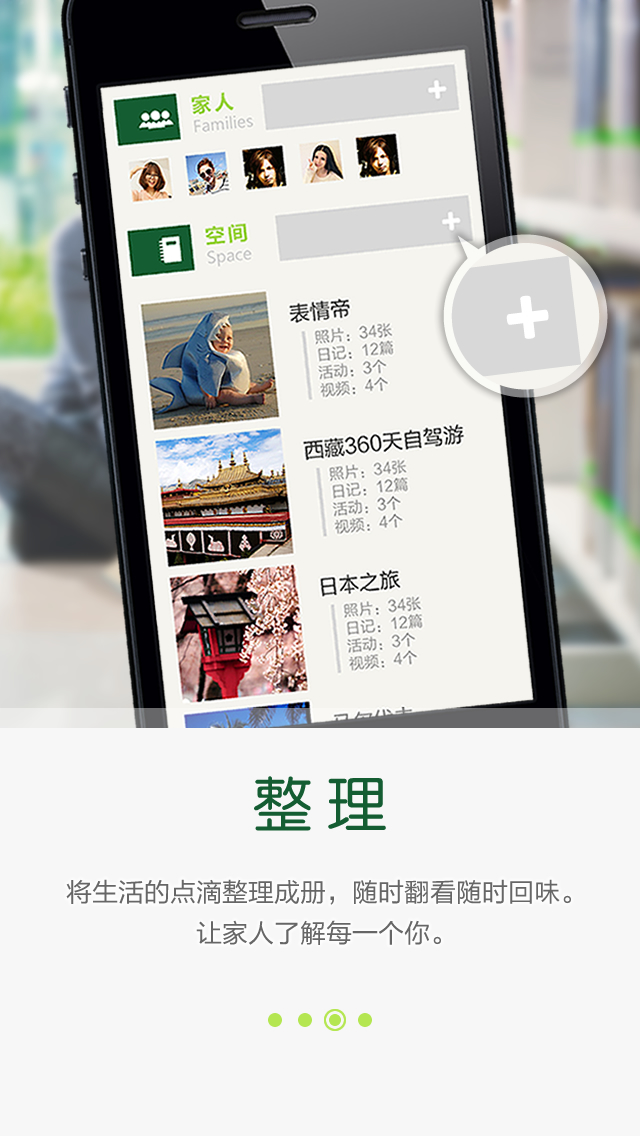 家人
Families
空间
Space
表情帝
照片：34张
日记：12篇
活动：3个
视频：4个
西藏360天自驾游
照片：34张
日记：12篇
活动：3个
视频：4个
日本之旅
照片：34张
日记：12篇
活动：3个
视频：4个
整理
将生活的点滴整理成册，随时翻看随时回味。
让家人了解每一个你。